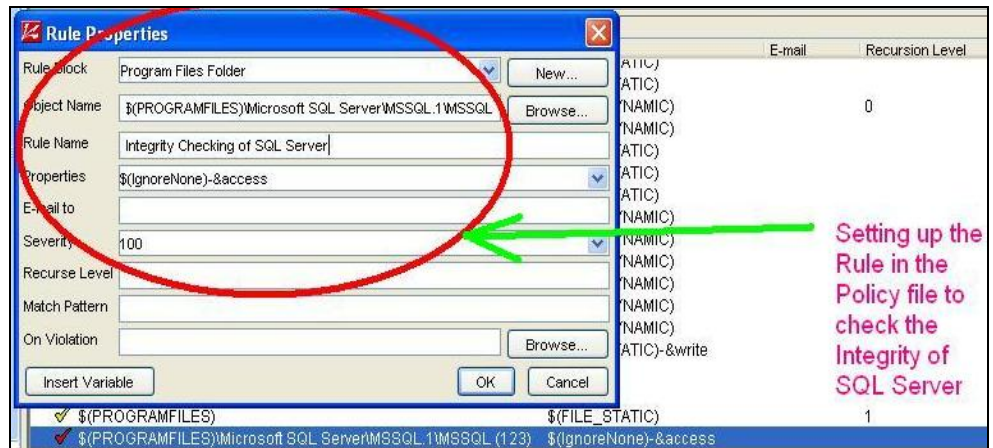 Rule Properties
Rule Block
Program Files Folder
New...
Object Name
$(PROGRAMFILES)\Microsoft SQL Server\MSSQL.1\MSSQL
Browse...
Rule Name
Integrity Checking of SQL Server
Properties
$(IgnoreNone)-&access
E-mail to
Severity
100
Recurse Level
Match Pattern
On Violation
Browse...
Insert Variable
OK
Cancel
E-mail
Recursion Level
ATIC)
ATIC)
NAMIC)
0
NAMIC)
ATIC)
ATIC)
ATIC)
NAMIC)
NAMIC)
NAMIC)
NAMIC)
NAMIC)
NAMIC)
ATIC)-&write
Setting up the
Rule in the
Policy file to
check the
Integrity of
SQL Server
$(PROGRAMFILES) $(FILE_STATIC) 1
$(PROGRAMFILES)\Microsoft SQL Server\MSSQL.1\MSSQL (123) $(IgnoreNone)-&access